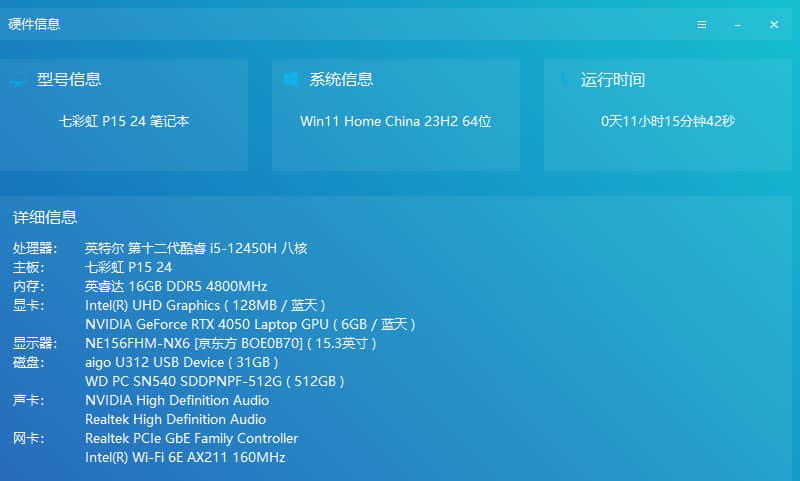 硬件信息
型号信息
七彩虹 P15 24 笔记本
系统信息
Win11 Home China 23H2 64位
运行时间
0天11小时15分钟42秒
详细信息
处理器: 英特尔 第十二代酷睿 i5-12450H 八核
主板: 七彩虹 P15 24
内存: 英睿达 16GB DDR5 4800MHz
显卡: Intel(R) UHD Graphics ( 128MB / 蓝天 )
NVIDIA GeForce RTX 4050 Laptop GPU ( 6GB / 蓝天 )
显示器: NE156FHM-NX6 [京东方 BOE0B70] ( 15.3英寸 )
磁盘: aigo U312 USB Device ( 31GB )
WD PC SN540 SDDPNPF-512G ( 512GB )
声卡: NVIDIA High Definition Audio
Realtek High Definition Audio
网卡: Realtek PCIe GbE Family Controller
Intel(R) Wi-Fi 6E AX211 160MHz